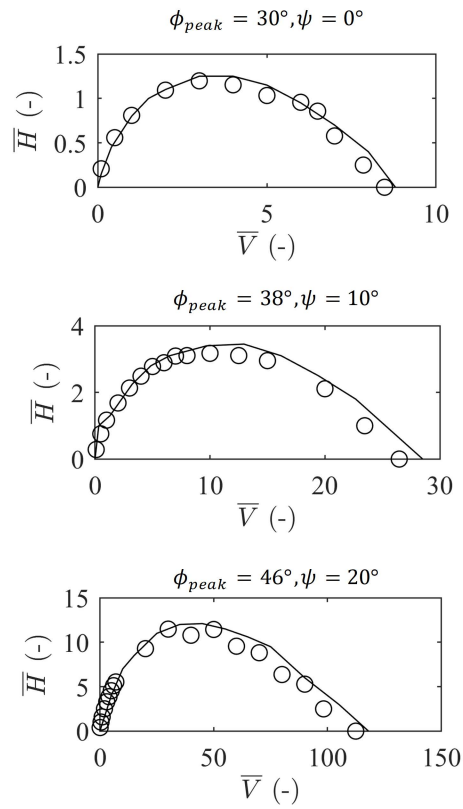 ϕpeak = 30°,ψ = 0°
1.5
1
0.5
0
H̅ (-)
0 5 10
V̅ (-)
ϕpeak = 38°,ψ = 10°
4
2
0
H̅ (-)
0 10 20 30
V̅ (-)
ϕpeak = 46°,ψ = 20°
15
10
5
0
H̅ (-)
0 50 100 150
V̅ (-)